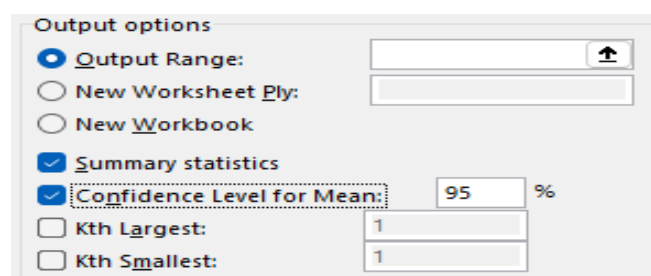 Output options
Output Range:
New Worksheet Ply:
New Workbook
Summary statistics
Confidence Level for Mean: 95 %
Kth Largest: 1
Kth Smallest: 1